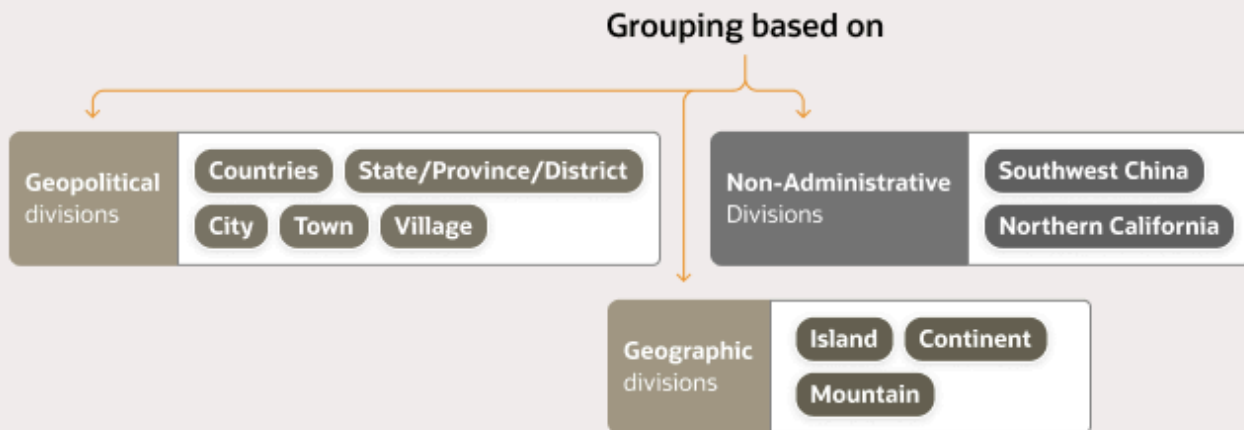 Grouping based on
Geopolitical
divisions
Countries
State/Province/District
City
Town
Village
Non-Administrative
Divisions
Southwest China
Northern California
Geographic
divisions
Island
Continent
Mountain